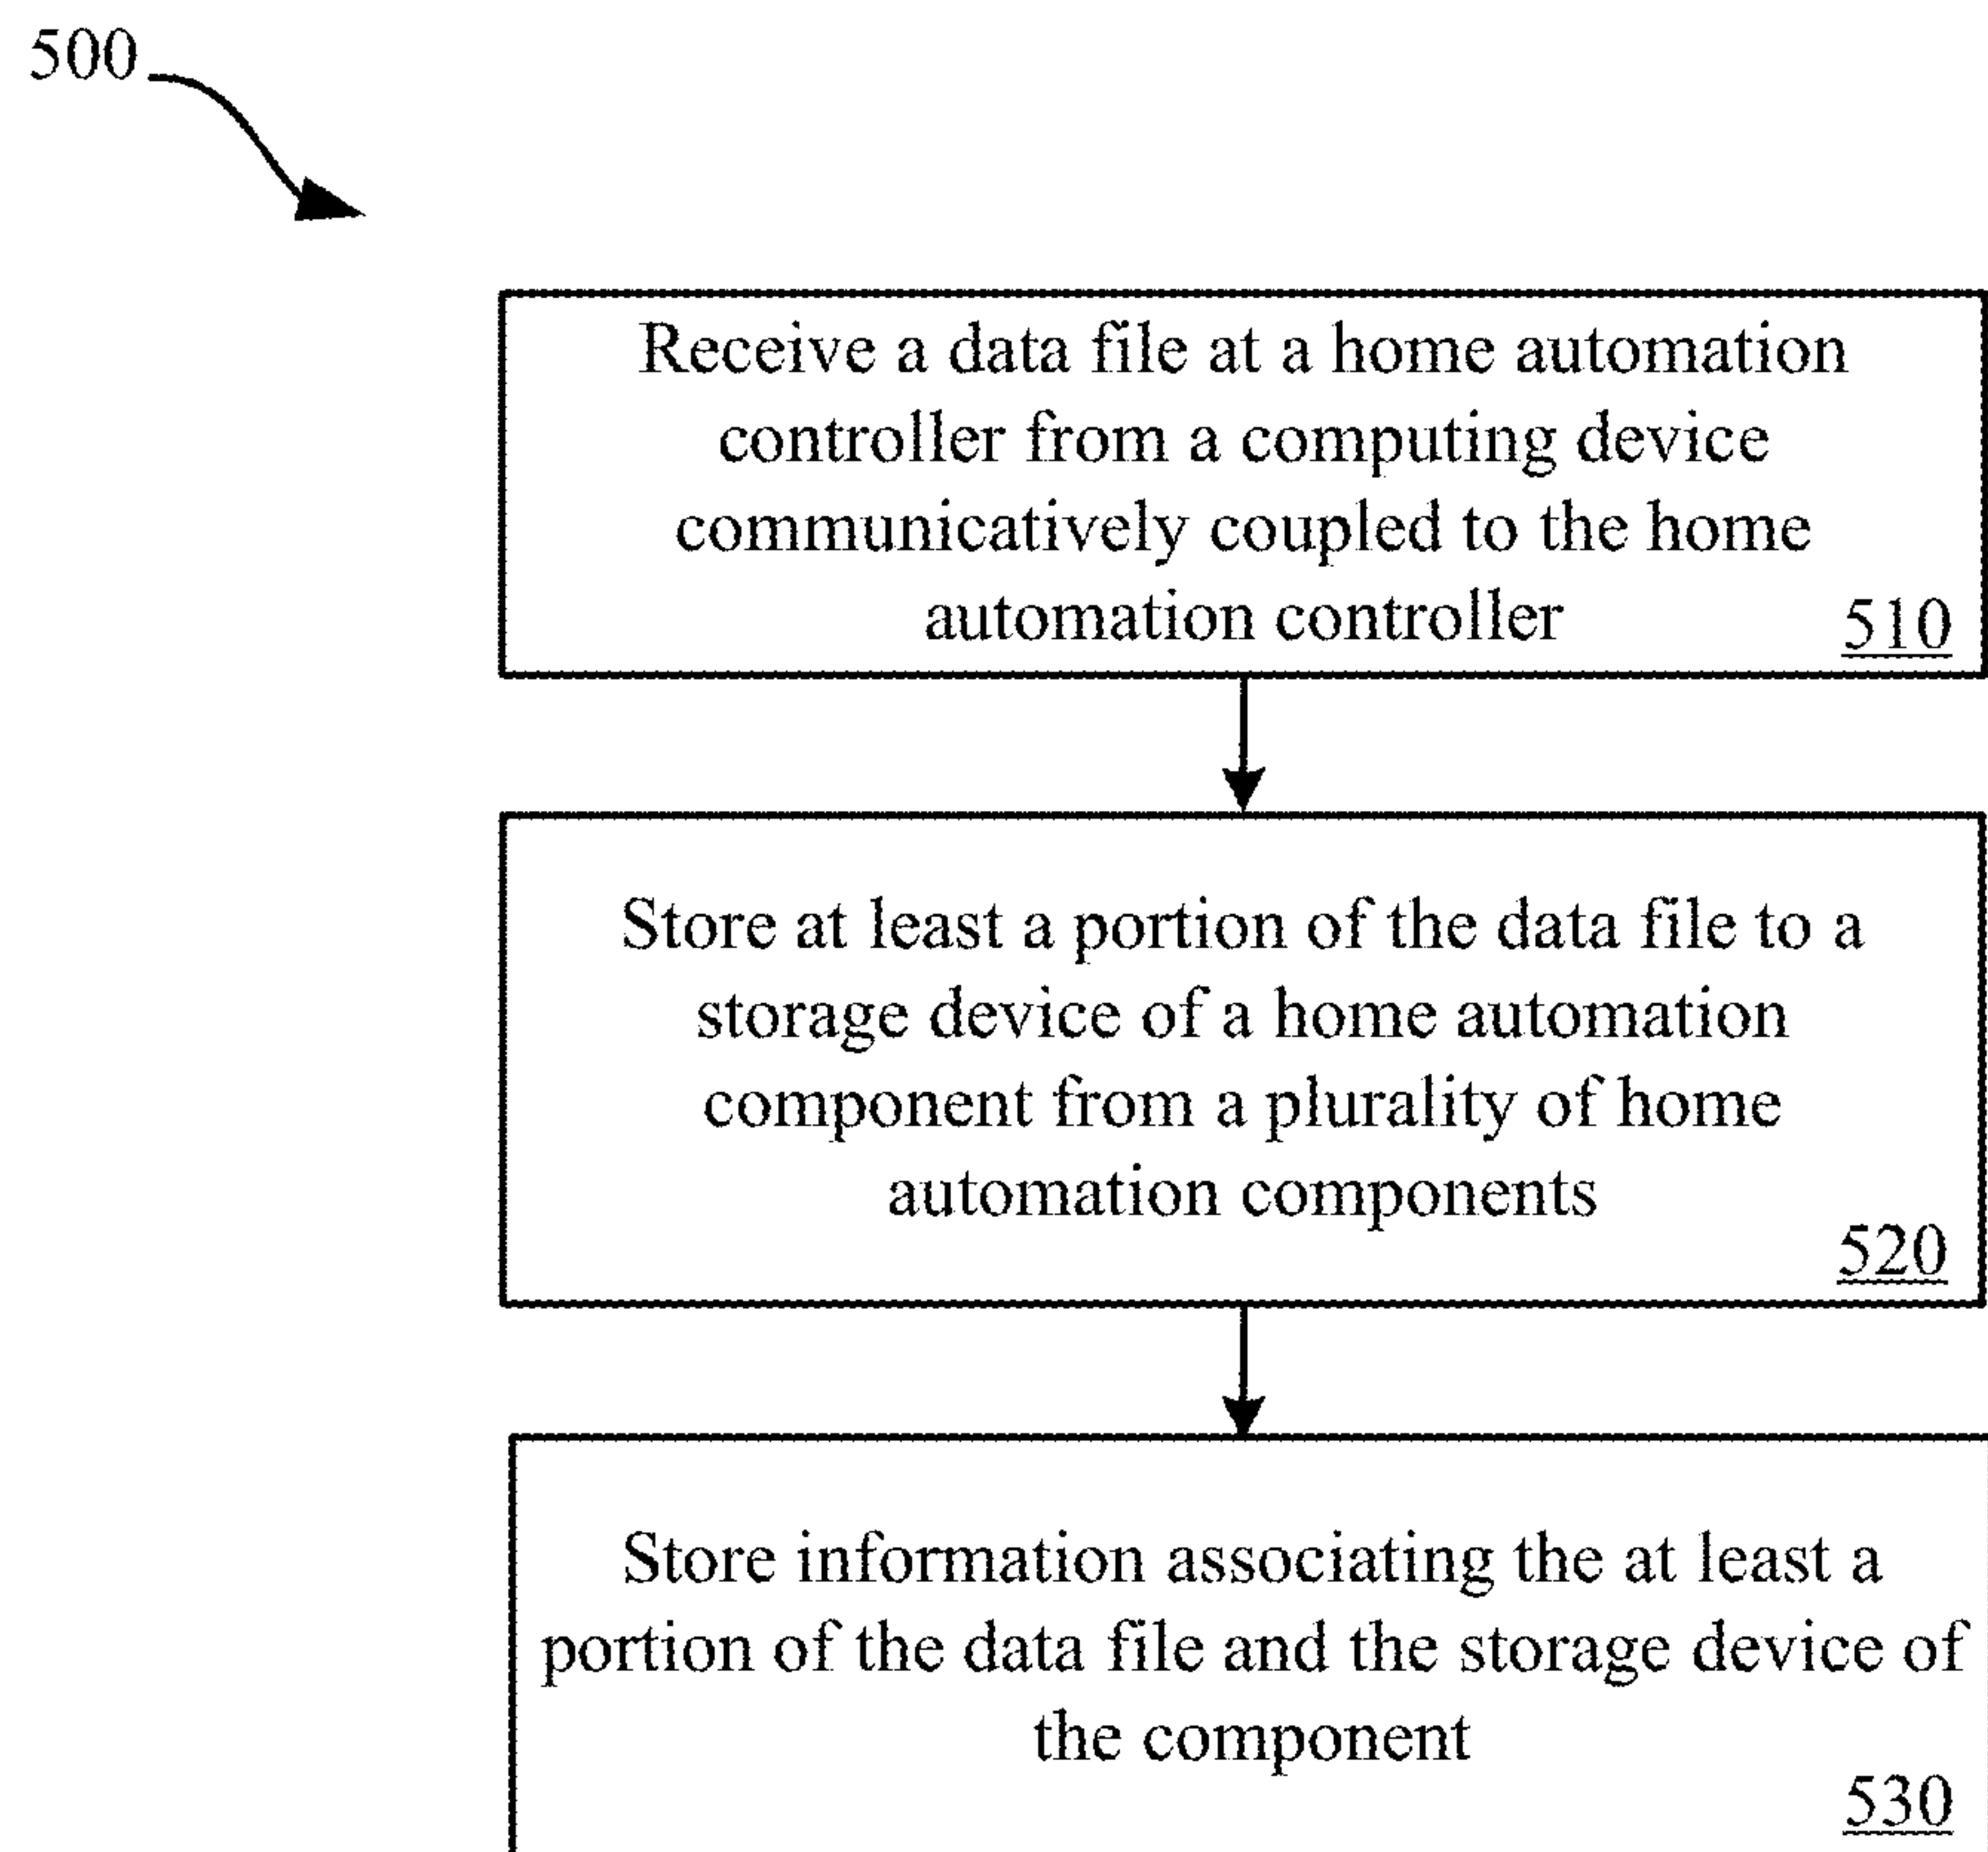 500
Receive a data file at a home automation
controller from a computing device
communicatively coupled to the home
automation controller
510
Store at least a portion of the data file to a
storage device of a home automation
component from a plurality of home
automation components
520
Store information associating the at least a
portion of the data file and the storage device of
the component
530